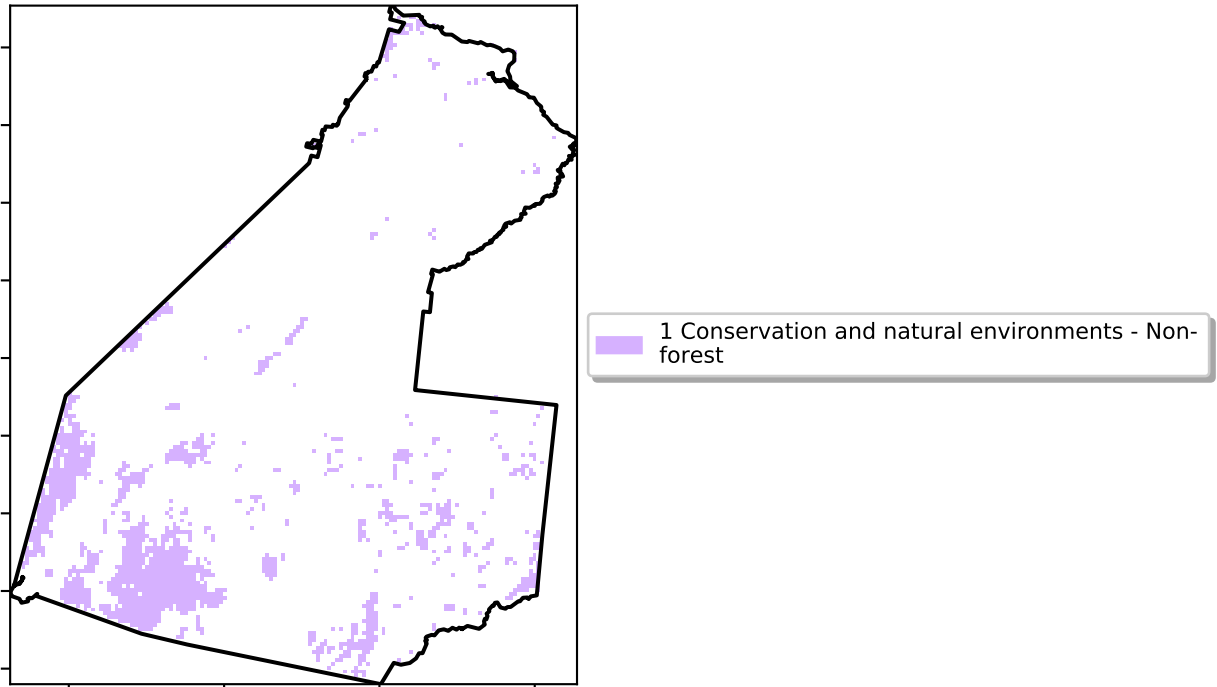 1 Conservation and natural environments - Non-
forest